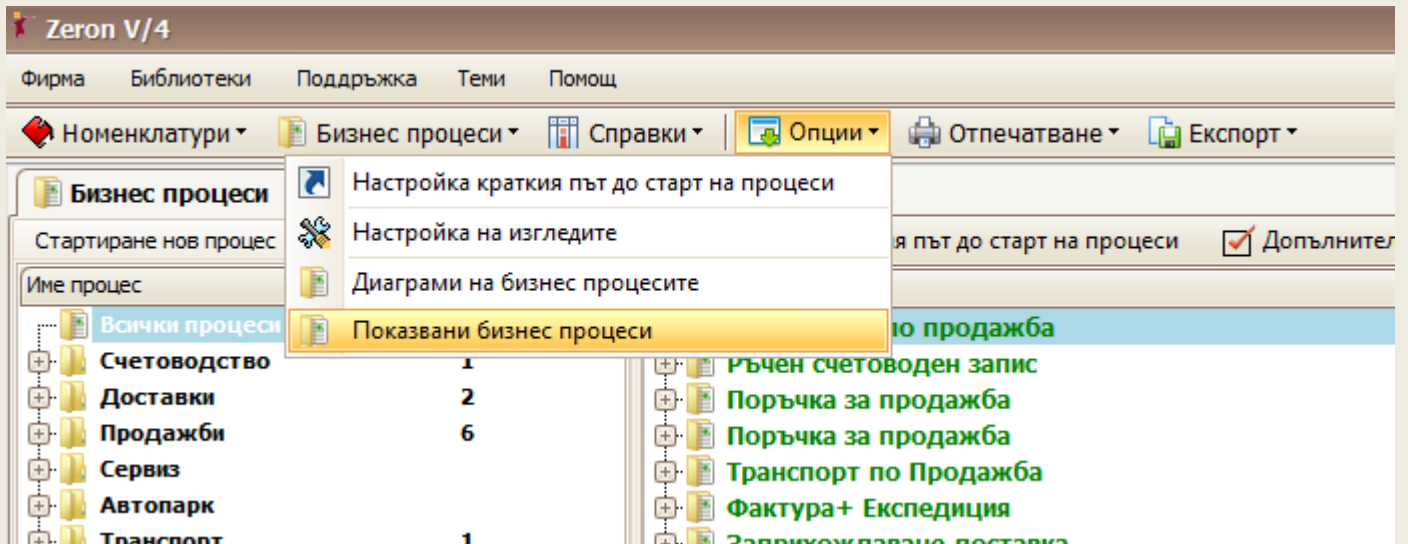 Zeron V/4
Фирма Библиотеки Поддръжка Теми Помощ
Номенклатури Бизнес процеси Справки Опции Отпечатване Експорт
Бизнес процеси
Настройка краткия път до старт на процеси
Настройка на изгледите
Диаграми на бизнес процесите
Показвани бизнес процеси
Стартиране нов процес я път до старт на процеси Допълнител
Име процес
Всички процеси по продажба
Счетоводство 1 Ръчен счетоводен запис
Доставки 2 Поръчка за продажба
Продажби 6 Поръчка за продажба
Сервиз Транспорт по Продажба
Автопарк Фактура+ Експедиция
Транспорт 1 Заприхождаване доставка